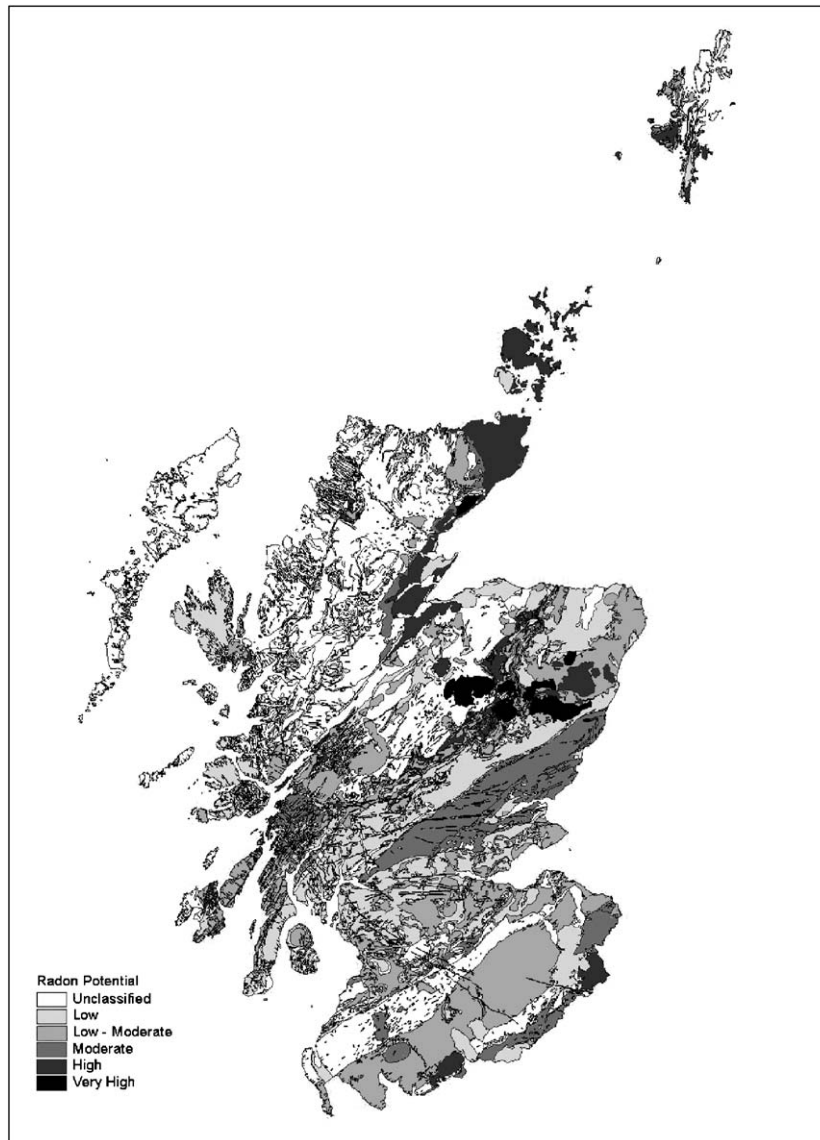 Radon Potential
Unclassified
Low
Low - Moderate
Moderate
High
Very High